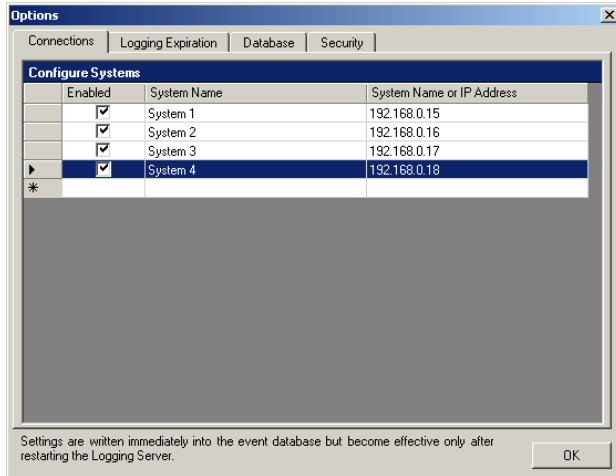 Options
Connections Logging Expiration Database Security
Configure Systems
Enabled System Name System Name or IP Address
System 1 192.168.0.15
System 2 192.168.0.16
System 3 192.168.0.17
System 4 192.168.0.18
Settings are written immediately into the event database but become effective only after
restarting the Logging Server.
OK